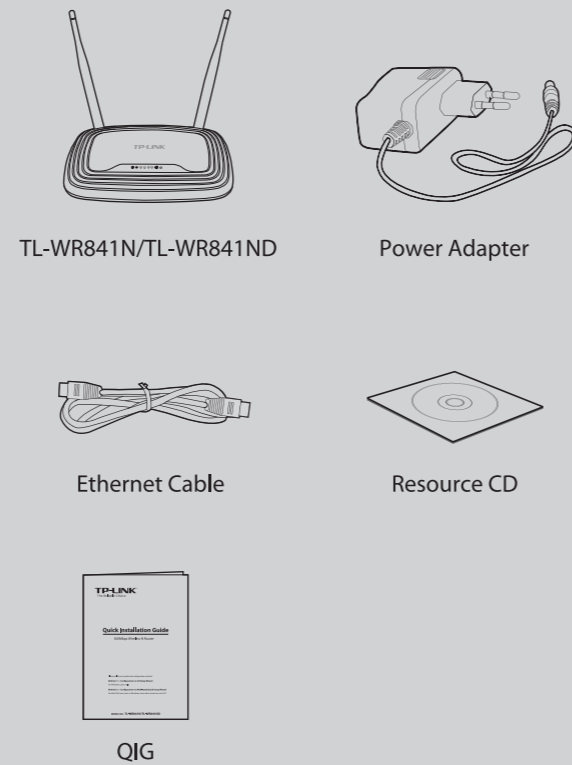 TP-LINK
TL-WR841N/TL-WR841ND
Power Adapter
Ethernet Cable
Resource CD
TP-LINK
Quick Installation Guide
QIG